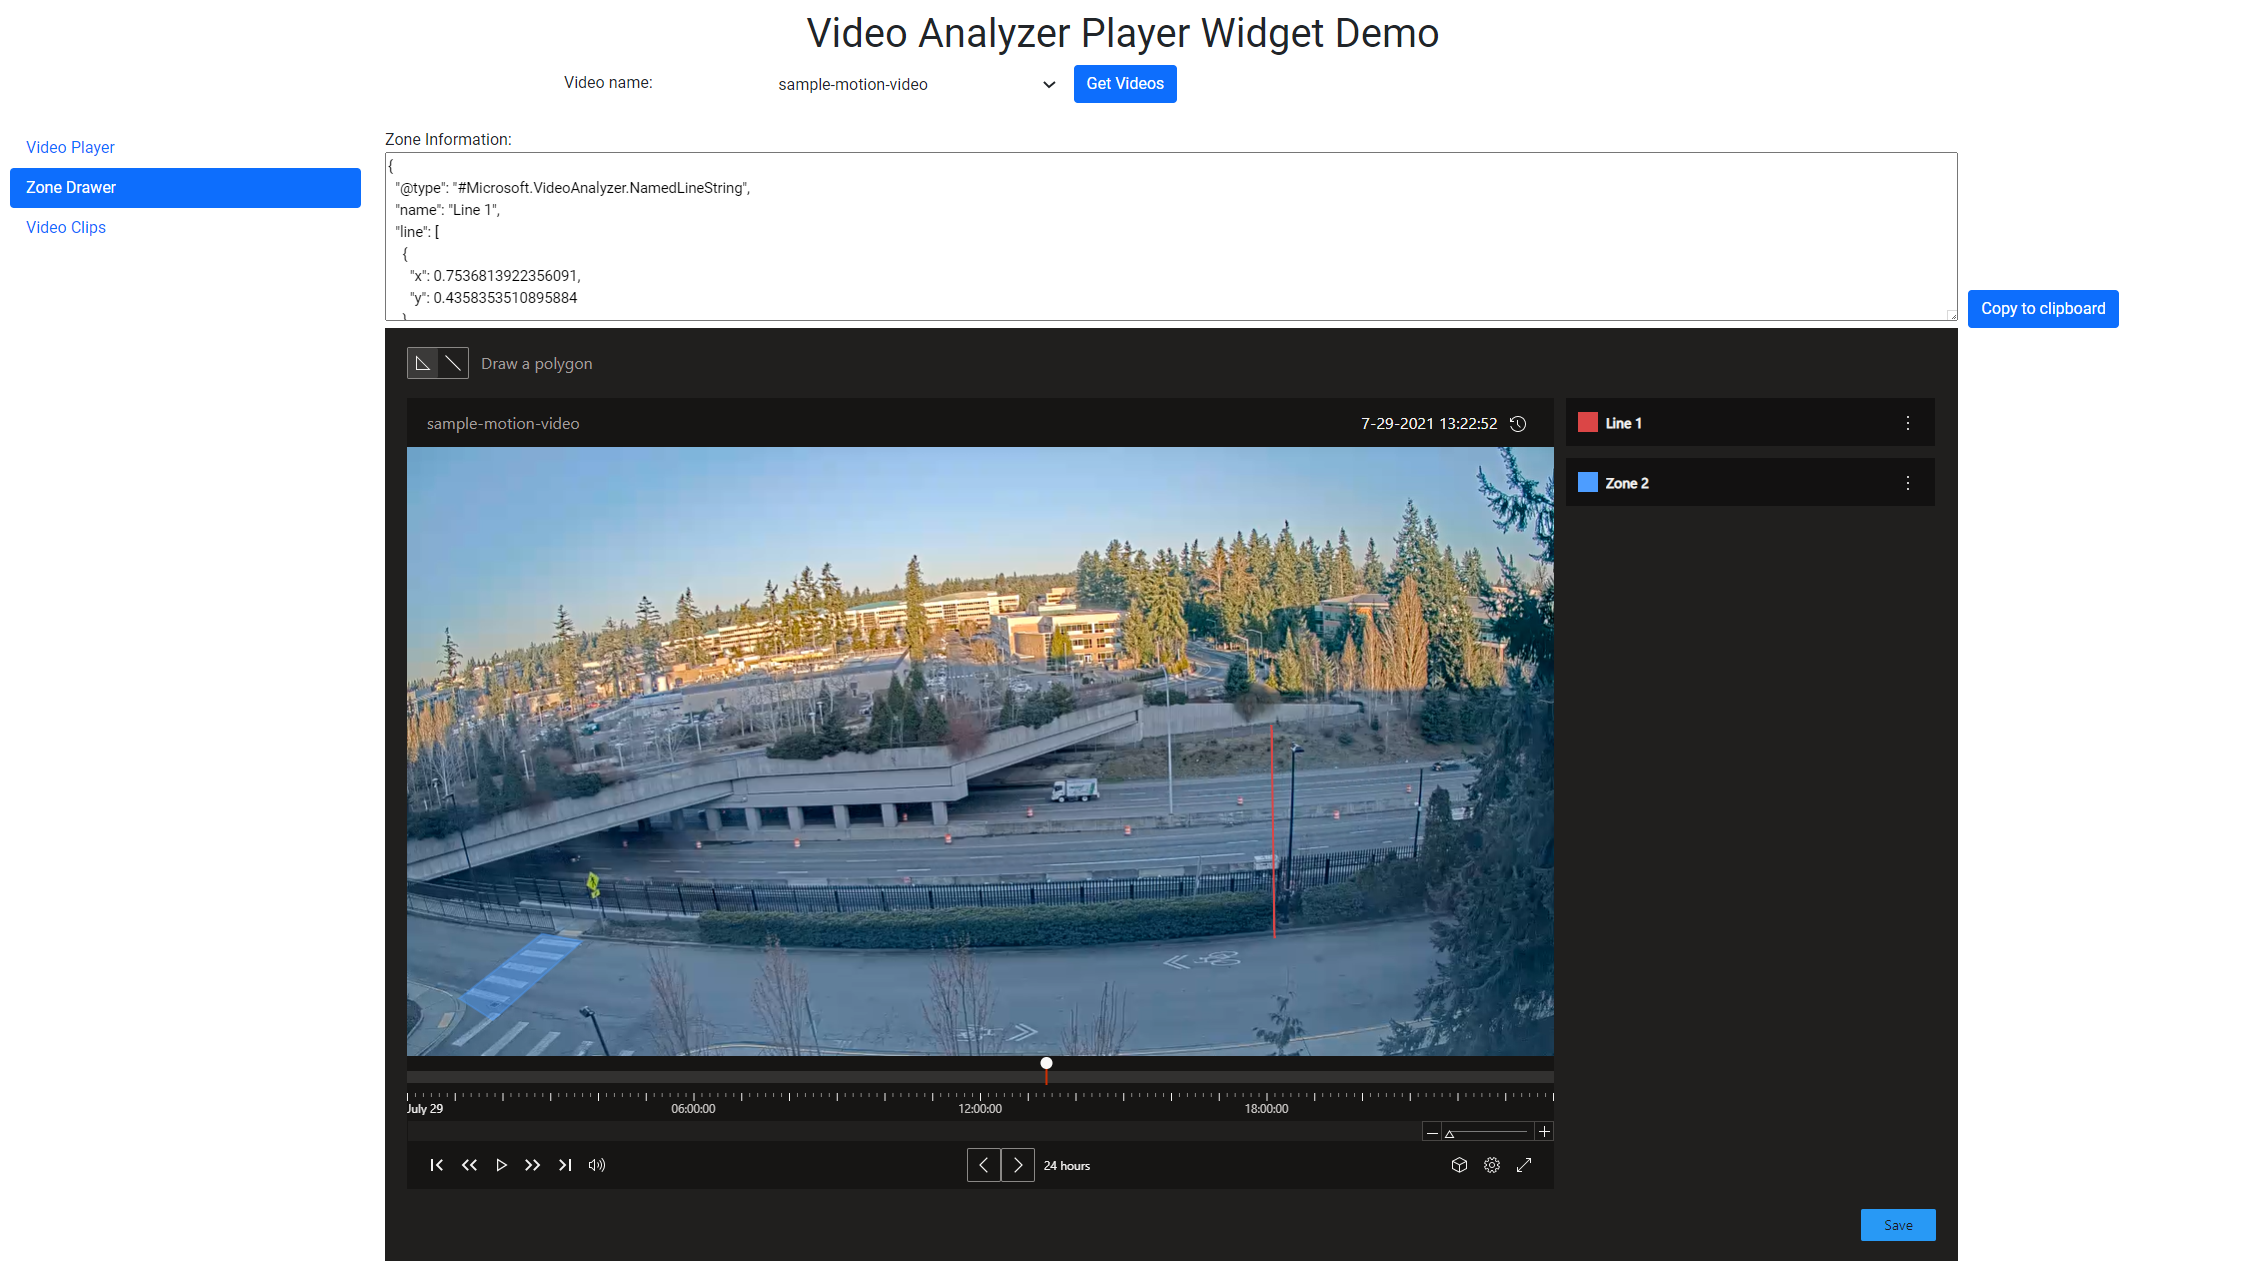 Video Analyzer Player Widget Demo
Video name:
sample-motion-video
Get Videos
Video Player
Zone Drawer
Video Clips
Zone Information:
{
"@type": "#Microsoft.VideoAnalyzer.NamedLineString",
"name": "Line 1",
"line": [
{
"x": 0.7536813922356091,
"y": 0.4358353510895884
}
Copy to clipboard
Draw a polygon
sample-motion-video
7-29-2021 13:22:52
Line 1
Zone 2
July 29
06:00:00
12:00:00
18:00:00
24 hours
Save